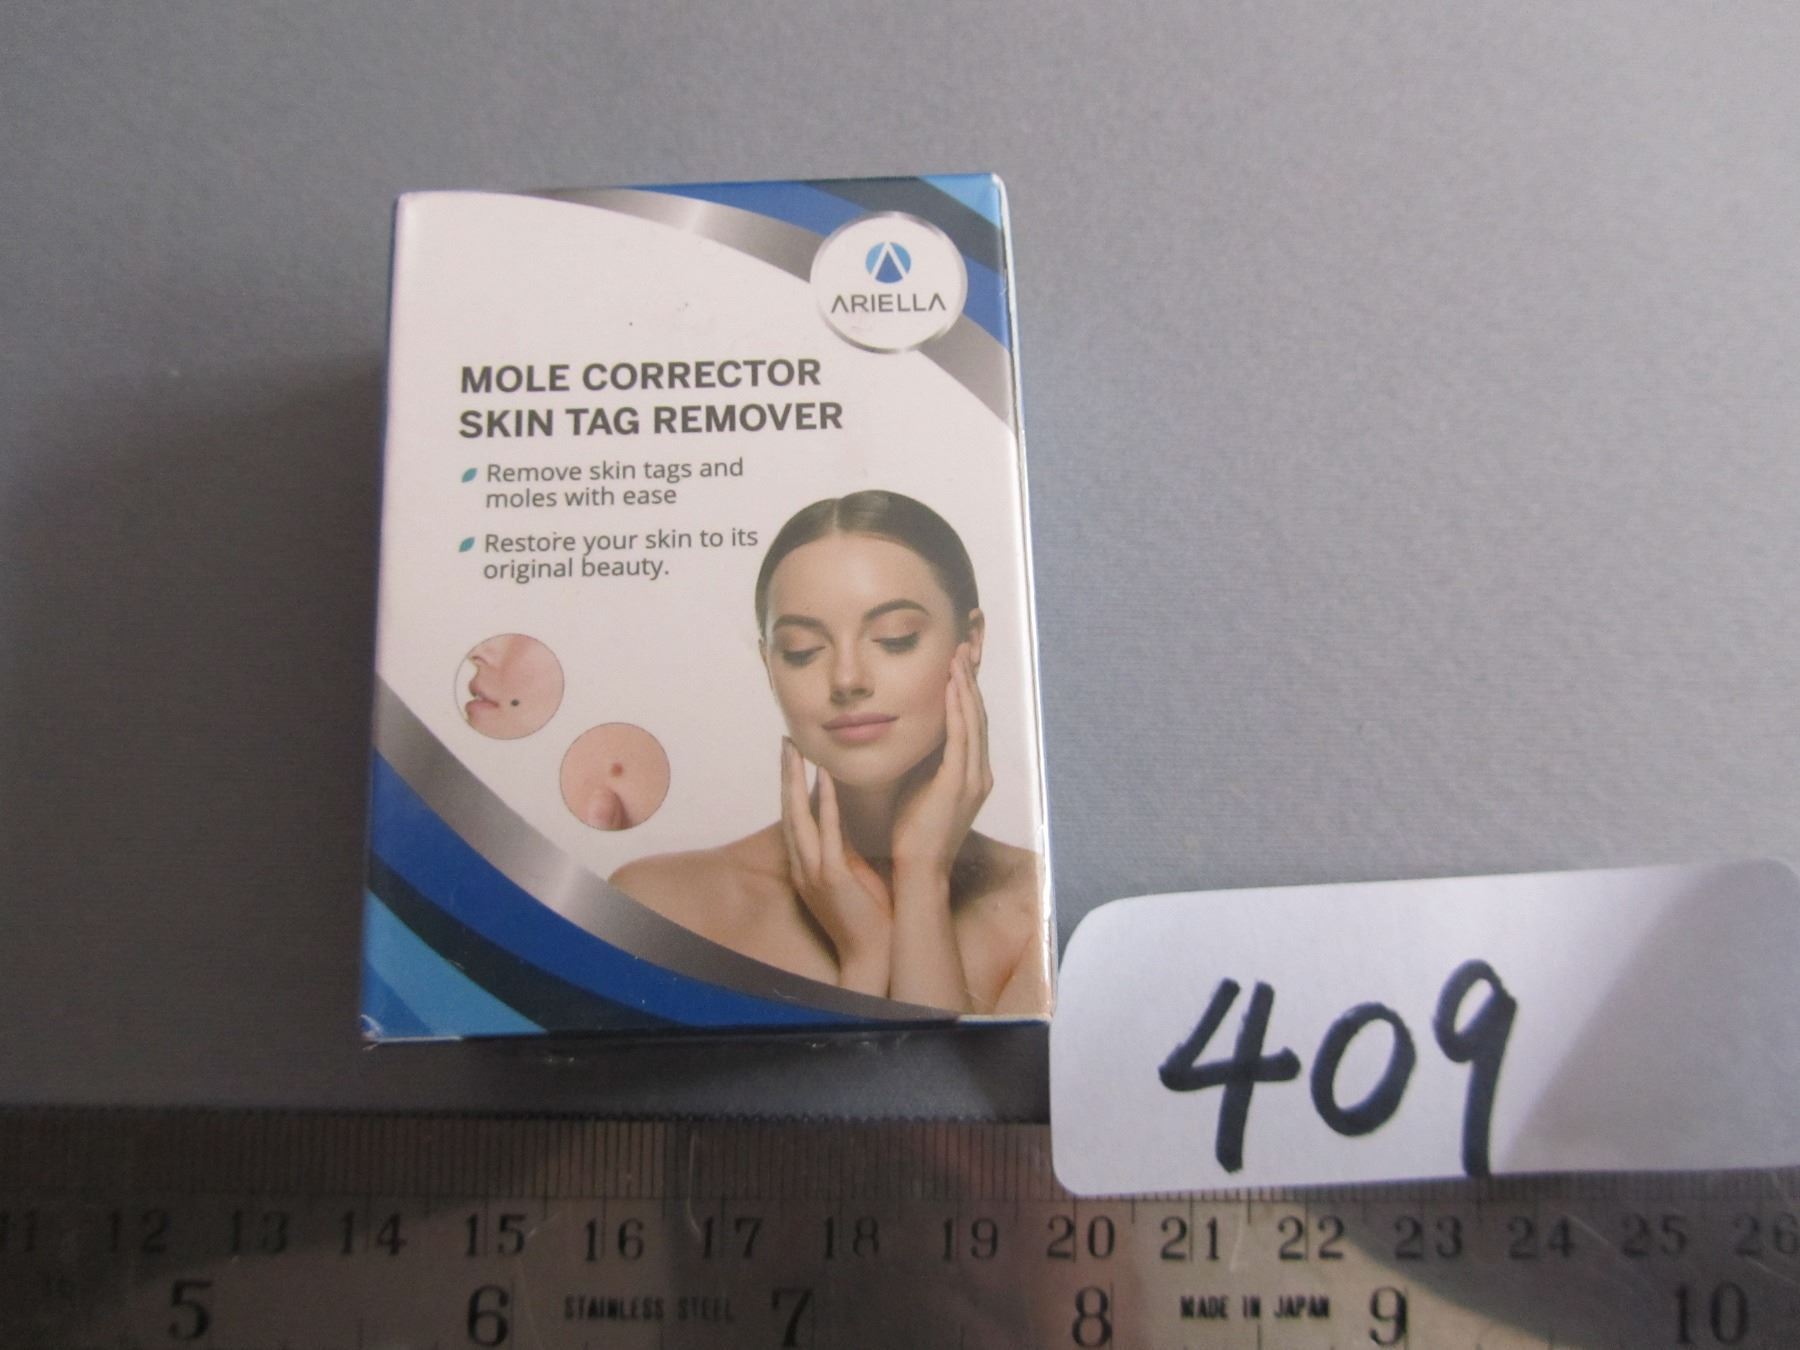 ARIELLA
MOLE CORRECTOR
SKIN TAG REMOVER
Remove skin tags and
moles with ease
Restore your skin to its
original beauty.
409
11 12 13 14 15 16 17 18 19 20 21 22 23 24 25 26
5 6 STAINLESS STEEL 7 8 MADE IN JAPAN 9 10